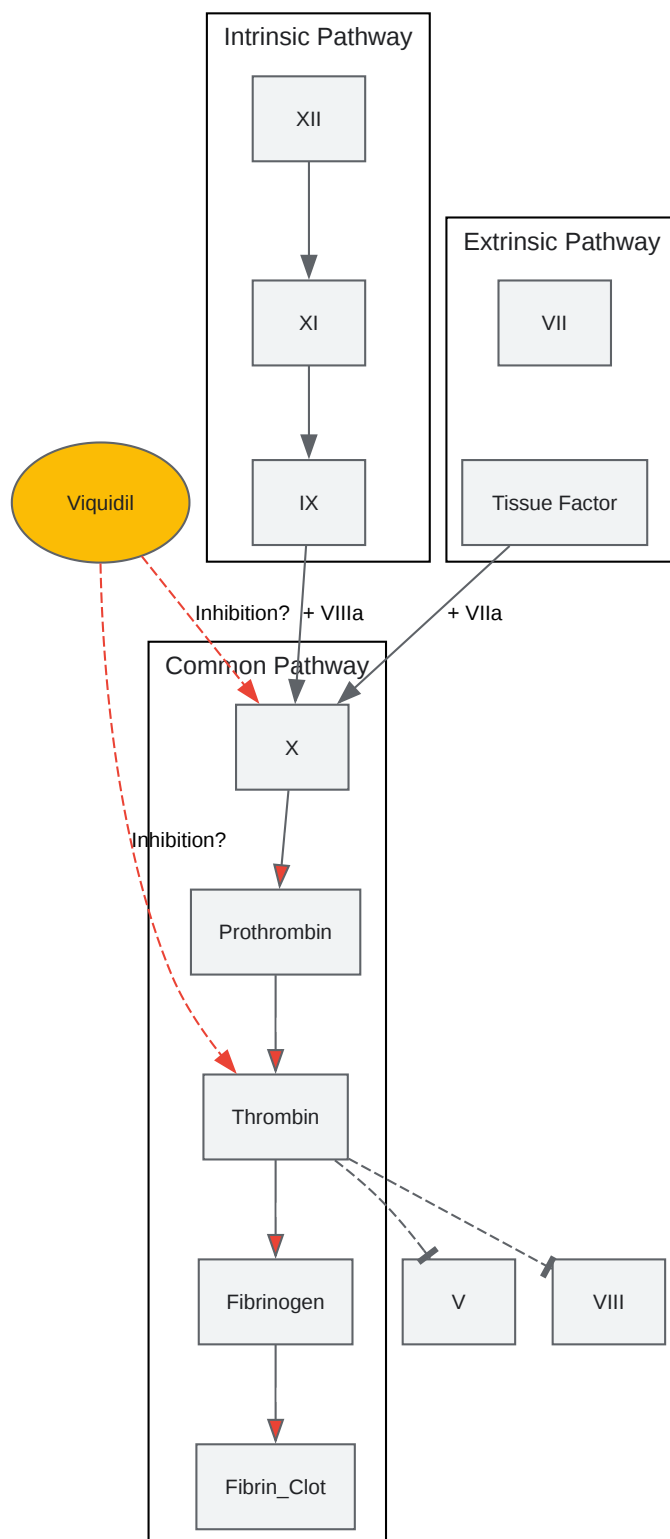 Intrinsic Pathway
XII
Extrinsic Pathway
XI
VII
Viquidil
IX
Tissue Factor
Inhibition?
+ VIIIa
+ VIIa
Common Pathway
X
Inhibition?
Prothrombin
Thrombin
Fibrinogen
V
VIII
Fibrin_Clot